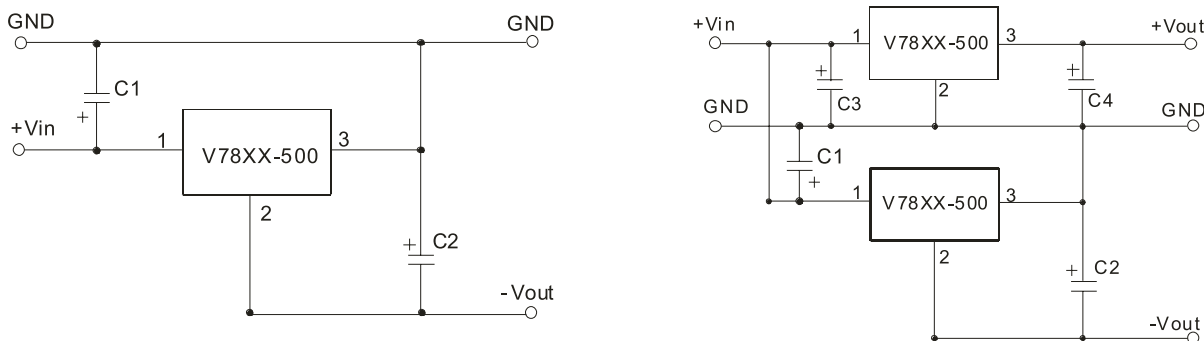 GND
GND
C1
+
+Vin
1
V78XX-500
3
2
+
C2
-Vout
+Vin
1
V78XX-500
3
+Vout
+
C3
2
+
C4
GND
GND
C1
+
1
V78XX-500
3
2
+
C2
-Vout